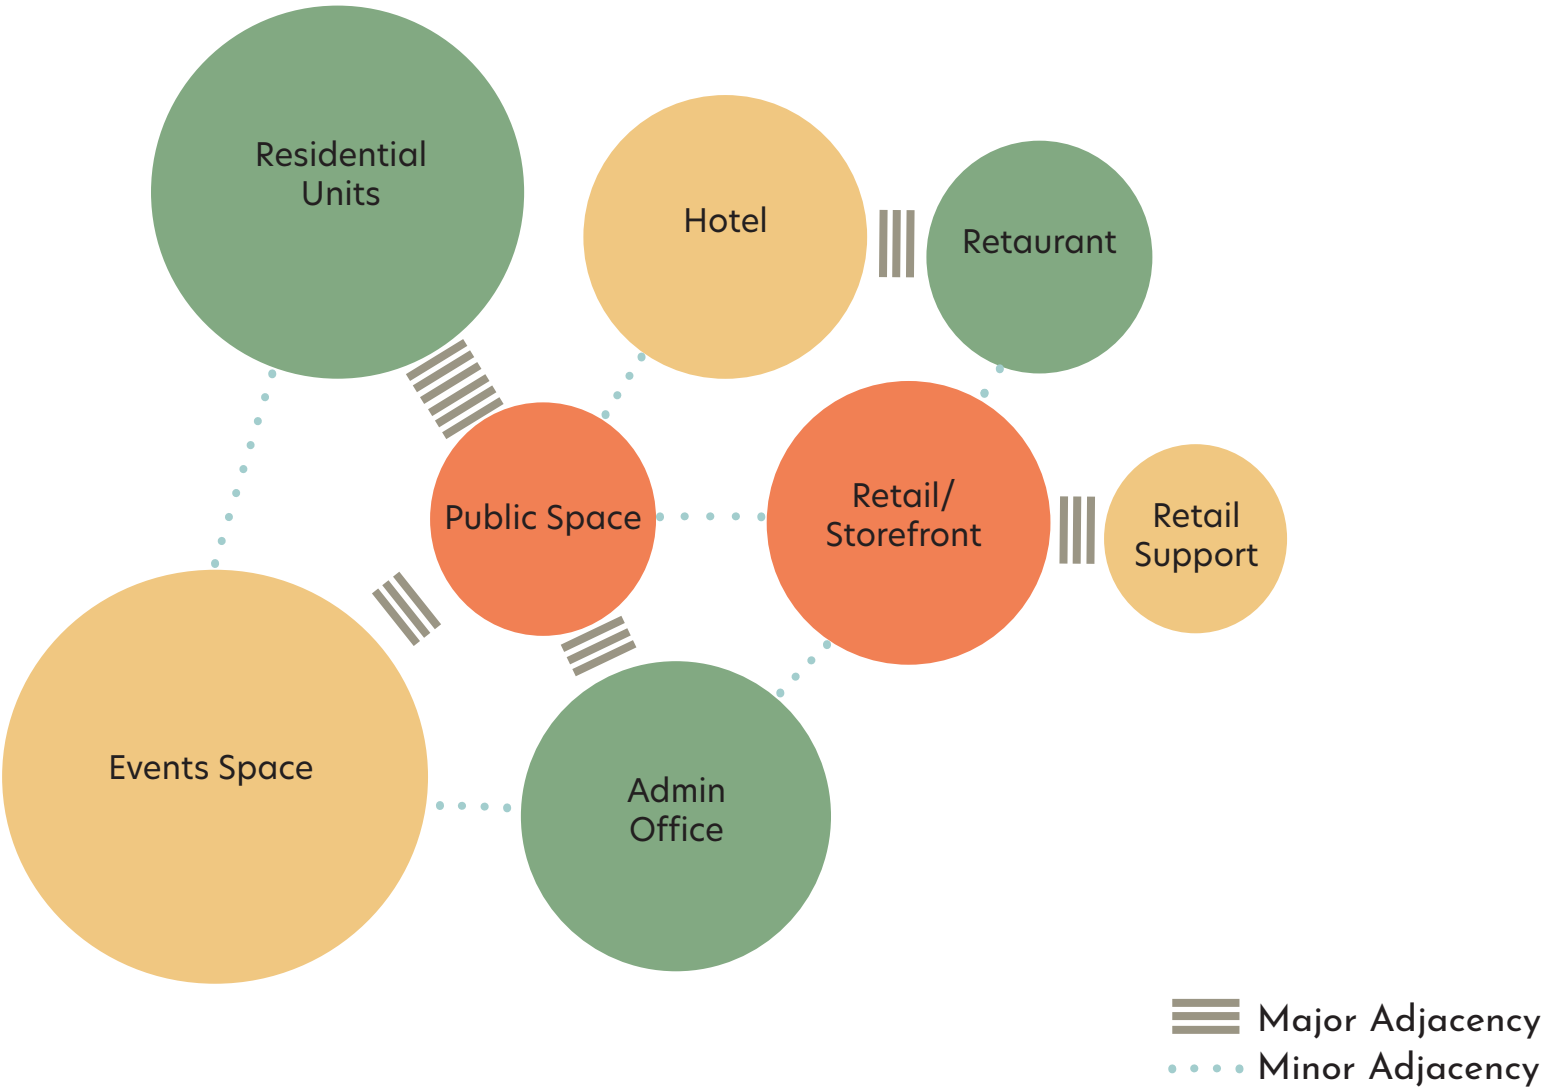 Residential
Units
Hotel
Retaurant
Public Space
Retail/
Storefront
Retail
Support
Events Space
Admin
Office
Major Adjacency
Minor Adjacency